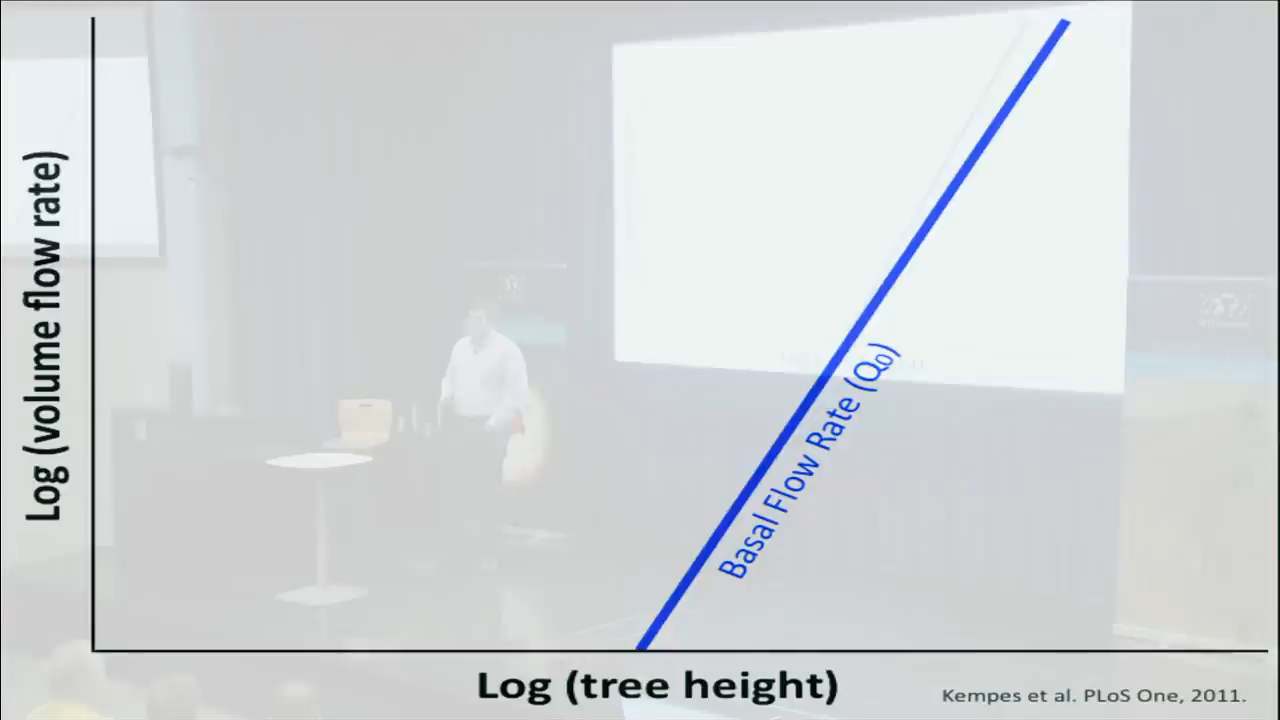 Log (volume flow rate)
Basal Flow Rate (Q₀)
Log (tree height)
Kempes et al. PLoS One, 2011.